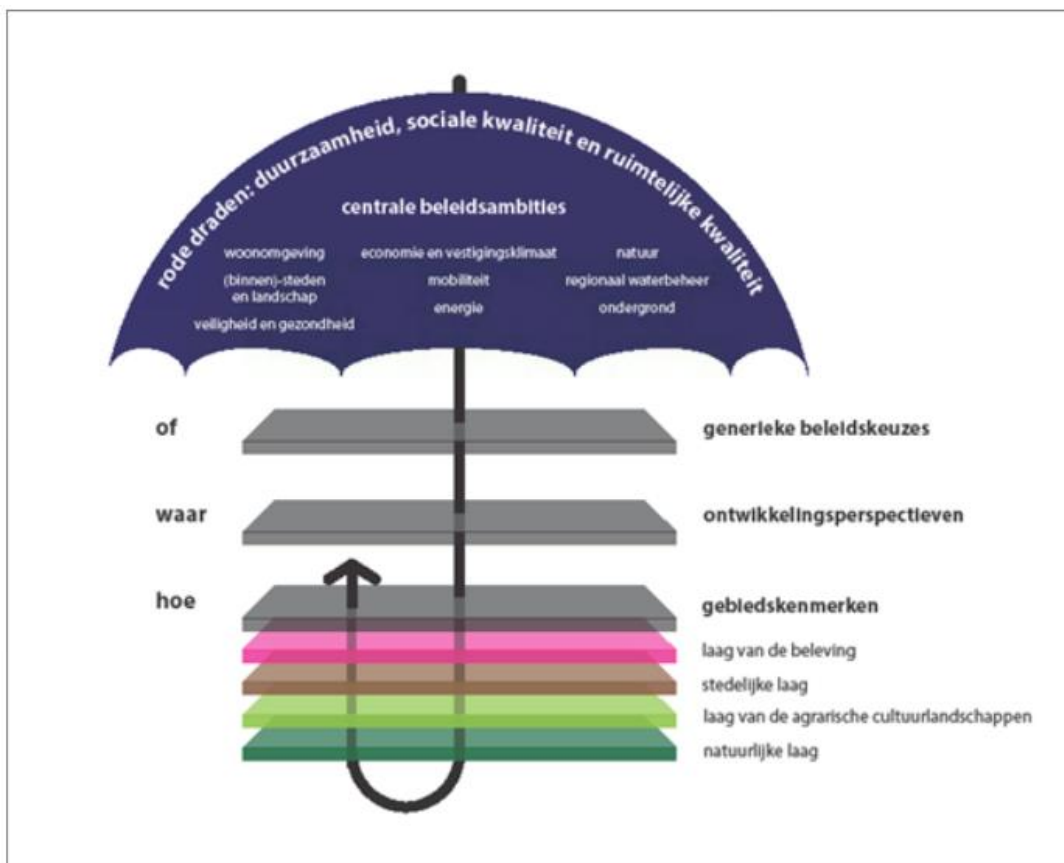 rode draden: duurzaamheid, sociale kwaliteit en ruimtelijke kwaliteit
centrale beleidsambities
woonomgeving
(binnen)-steden
en landschap
veiligheid en gezondheid
economie en vestigingsklimaat
mobiliteit
energie
natuur
regionaal waterbeheer
ondergrond
of
generieke beleidskeuzes
waar
ontwikkelingsperspectieven
hoe
gebiedskenmerken
laag van de beleving
stedelijke laag
laag van de agrarische cultuurlandschappen
natuurlijke laag